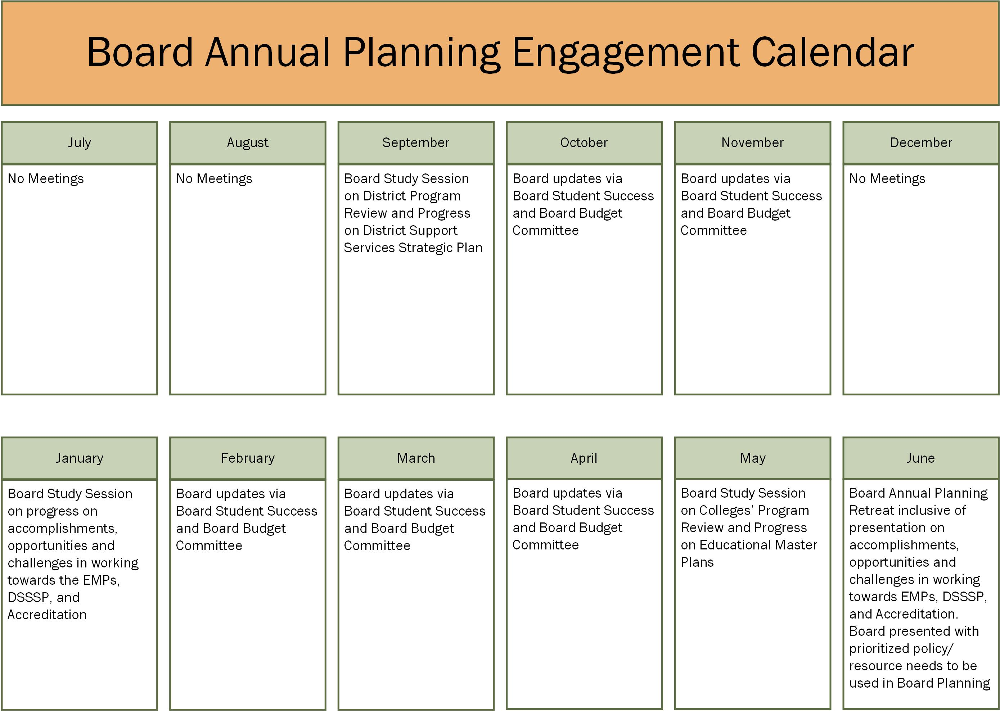 Board Annual Planning Engagement Calendar
July
No Meetings
August
No Meetings
September
Board Study Session
on District Program
Review and Progress
on District Support
Services Strategic Plan
October
Board updates via
Board Student Success
and Board Budget
Committee
November
Board updates via
Board Student Success
and Board Budget
Committee
December
No Meetings
January
Board Study Session
on progress on
accomplishments,
opportunities and
challenges in working
towards the EMPs,
DSSSP, and
Accreditation
February
Board updates via
Board Student Success
and Board Budget
Committee
March
Board updates via
Board Student Success
and Board Budget
Committee
April
Board updates via
Board Student Success
and Board Budget
Committee
May
Board Study Session
on Colleges’ Program
Review and Progress
on Educational Master
Plans
June
Board Annual Planning
Retreat inclusive of
presentation on
accomplishments,
opportunities and
challenges in working
towards EMPs, DSSSP,
and Accreditation.
Board presented with
prioritized policy/
resource needs to be
used in Board Planning